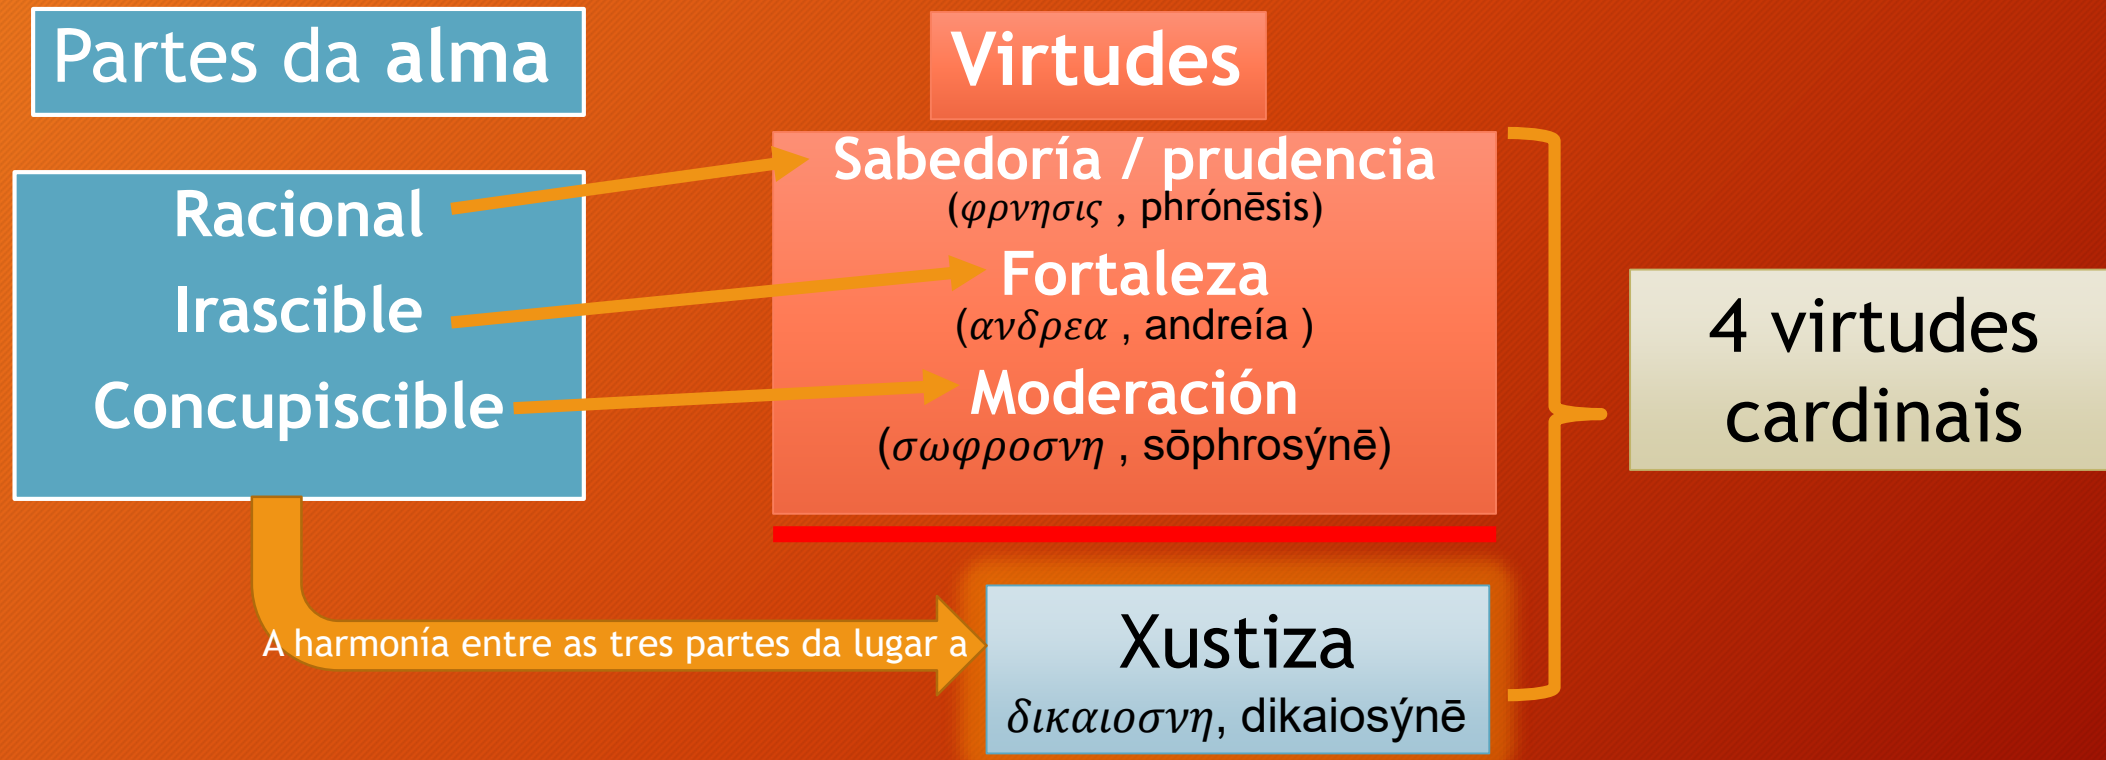 Partes da alma
Virtudes
Racional
Irascible
Concupiscible
Sabedoría / prudencia
(φρνησις , phrónēsis)
Fortaleza
(ανδρεα , andreía )
Moderación
(σωφροσνη , sōphrosýnē)
4 virtudes
cardinais
A harmonía entre as tres partes da lugar a
Xustiza
δικαιοσνη, dikaiosýnē